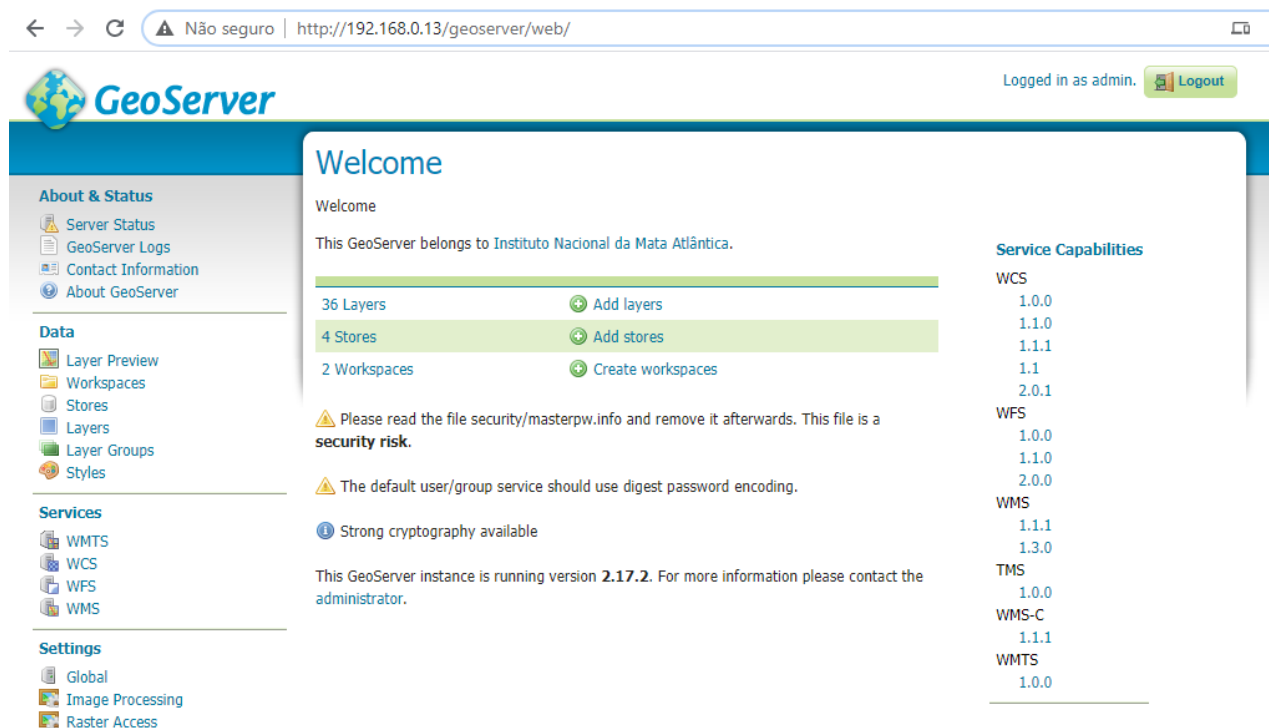 Não seguro | http://192.168.0.13/geoserver/web/
GeoServer
Logged in as admin. Logout
About & Status
Server Status
GeoServer Logs
Contact Information
About GeoServer
Data
Layer Preview
Workspaces
Stores
Layers
Layer Groups
Styles
Services
WMTS
WCS
WFS
WMS
Settings
Global
Image Processing
Raster Access
Welcome
Welcome
This GeoServer belongs to Instituto Nacional da Mata Atlântica.
36 Layers Add layers
4 Stores Add stores
2 Workspaces Create workspaces
Please read the file security/masterpw.info and remove it afterwards. This file is a
security risk.
The default user/group service should use digest password encoding.
Strong cryptography available
This GeoServer instance is running version 2.17.2. For more information please contact the
administrator.
Service Capabilities
WCS
1.0.0
1.1.0
1.1.1
1.1
2.0.1
WFS
1.0.0
1.1.0
2.0.0
WMS
1.1.1
1.3.0
TMS
1.0.0
WMS-C
1.1.1
WMTS
1.0.0